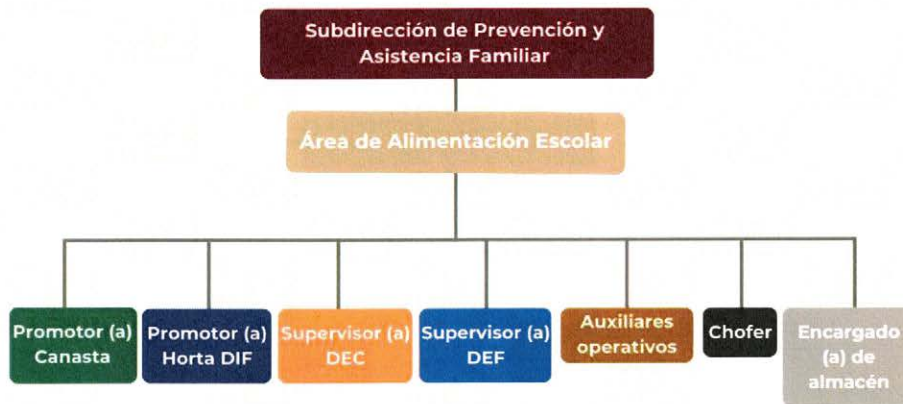 Subdirección de Prevención y
Asistencia Familiar
Área de Alimentación Escolar
Promotor (a)
Canasta
Promotor (a)
Horta DIF
Supervisor (a)
DEC
Supervisor (a)
DEF
Auxiliares
operativos
Chofer
Encargado
(a) de
almacén